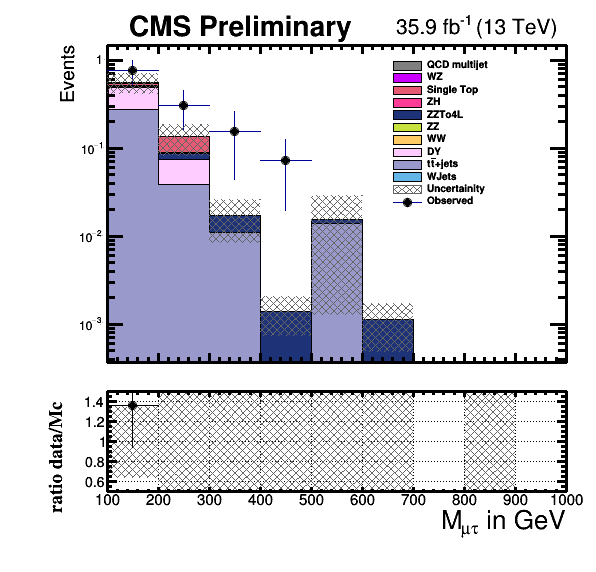 CMS Preliminary
35.9 fb⁻¹ (13 TeV)
Events
1
10⁻¹
10⁻²
10⁻³
QCD multijet
WZ
Single Top
ZH
ZZTo4L
ZZ
WW
DY
tt̄+jets
WJets
Uncertainity
Observed
ratio data/Mc
1.4
1.2
1
0.8
0.6
100 200 300 400 500 600 700 800 900 1000
M_μτ in GeV